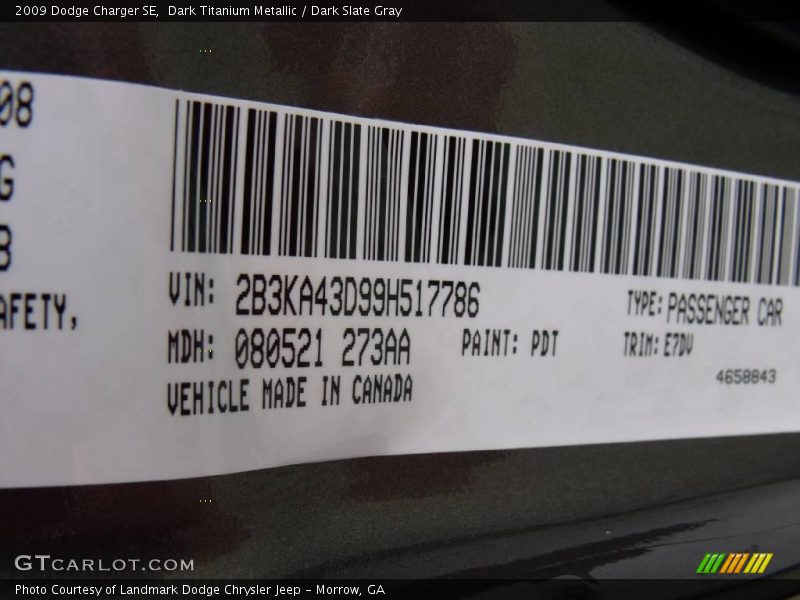 2009 Dodge Charger SE, Dark Titanium Metallic / Dark Slate Gray
08
G
AFETY,
VIN: 2B3KA43D99H517786
TYPE: PASSENGER CAR
MDH: 080521 273AA
PAINT: PDT
TRIM: E7DV
VEHICLE MADE IN CANADA
4658843
GTCARLOT.COM
Photo Courtesy of Landmark Dodge Chrysler Jeep - Morrow, GA